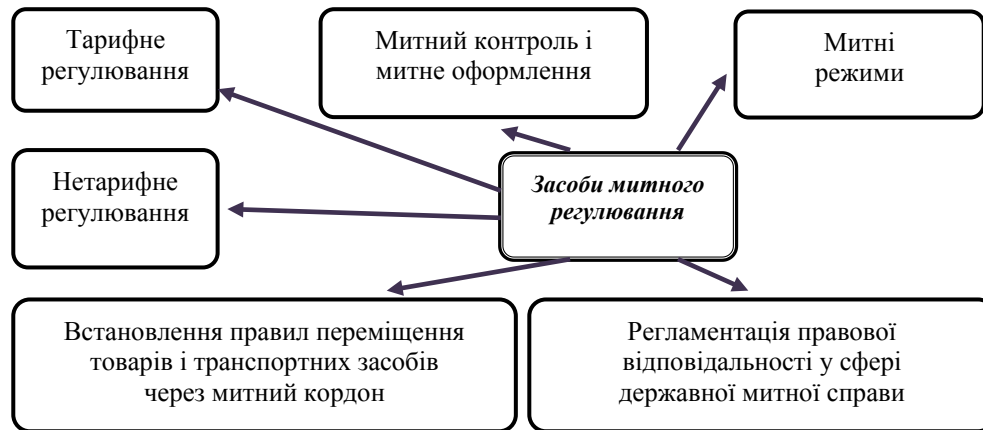 Тарифне
регулювання
Митний контроль і
митне оформлення
Митні
режими
Нетарифне
регулювання
Засоби митного
регулювання
Встановлення правил переміщення
товарів і транспортних засобів
через митний кордон
Регламентація правової
відповідальності у сфері
державної митної справи